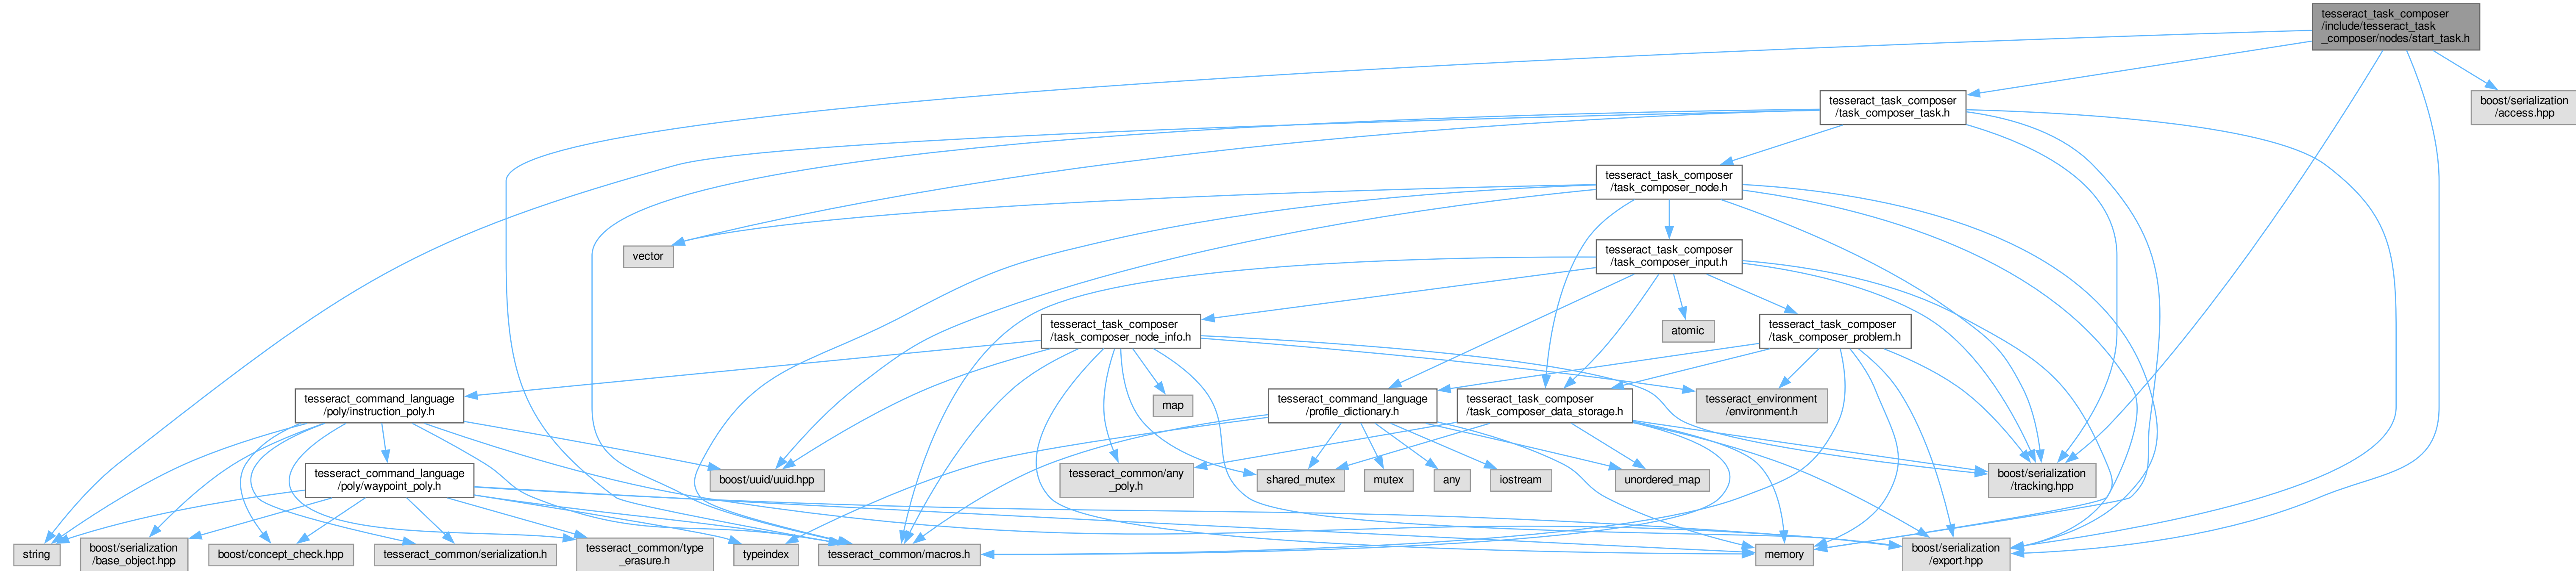 tesseract_task_composer
/include/tesseract_task
_composer/nodes/start_task.h
tesseract_task_composer
/task_composer_task.h
boost/serialization
/access.hpp
tesseract_task_composer
/task_composer_node.h
vector
tesseract_task_composer
/task_composer_input.h
tesseract_task_composer
/task_composer_node_info.h
atomic
tesseract_task_composer
/task_composer_problem.h
tesseract_command_language
/poly/instruction_poly.h
map
tesseract_command_language
/profile_dictionary.h
tesseract_task_composer
/task_composer_data_storage.h
tesseract_environment
/environment.h
tesseract_command_language
/poly/waypoint_poly.h
boost/uuid/uuid.hpp
tesseract_common/any
_poly.h
shared_mutex
mutex
any
iostream
unordered_map
boost/serialization
/tracking.hpp
string
boost/serialization
/base_object.hpp
boost/concept_check.hpp
tesseract_common/serialization.h
tesseract_common/type
_erasure.h
typeindex
tesseract_common/macros.h
memory
boost/serialization
/export.hpp